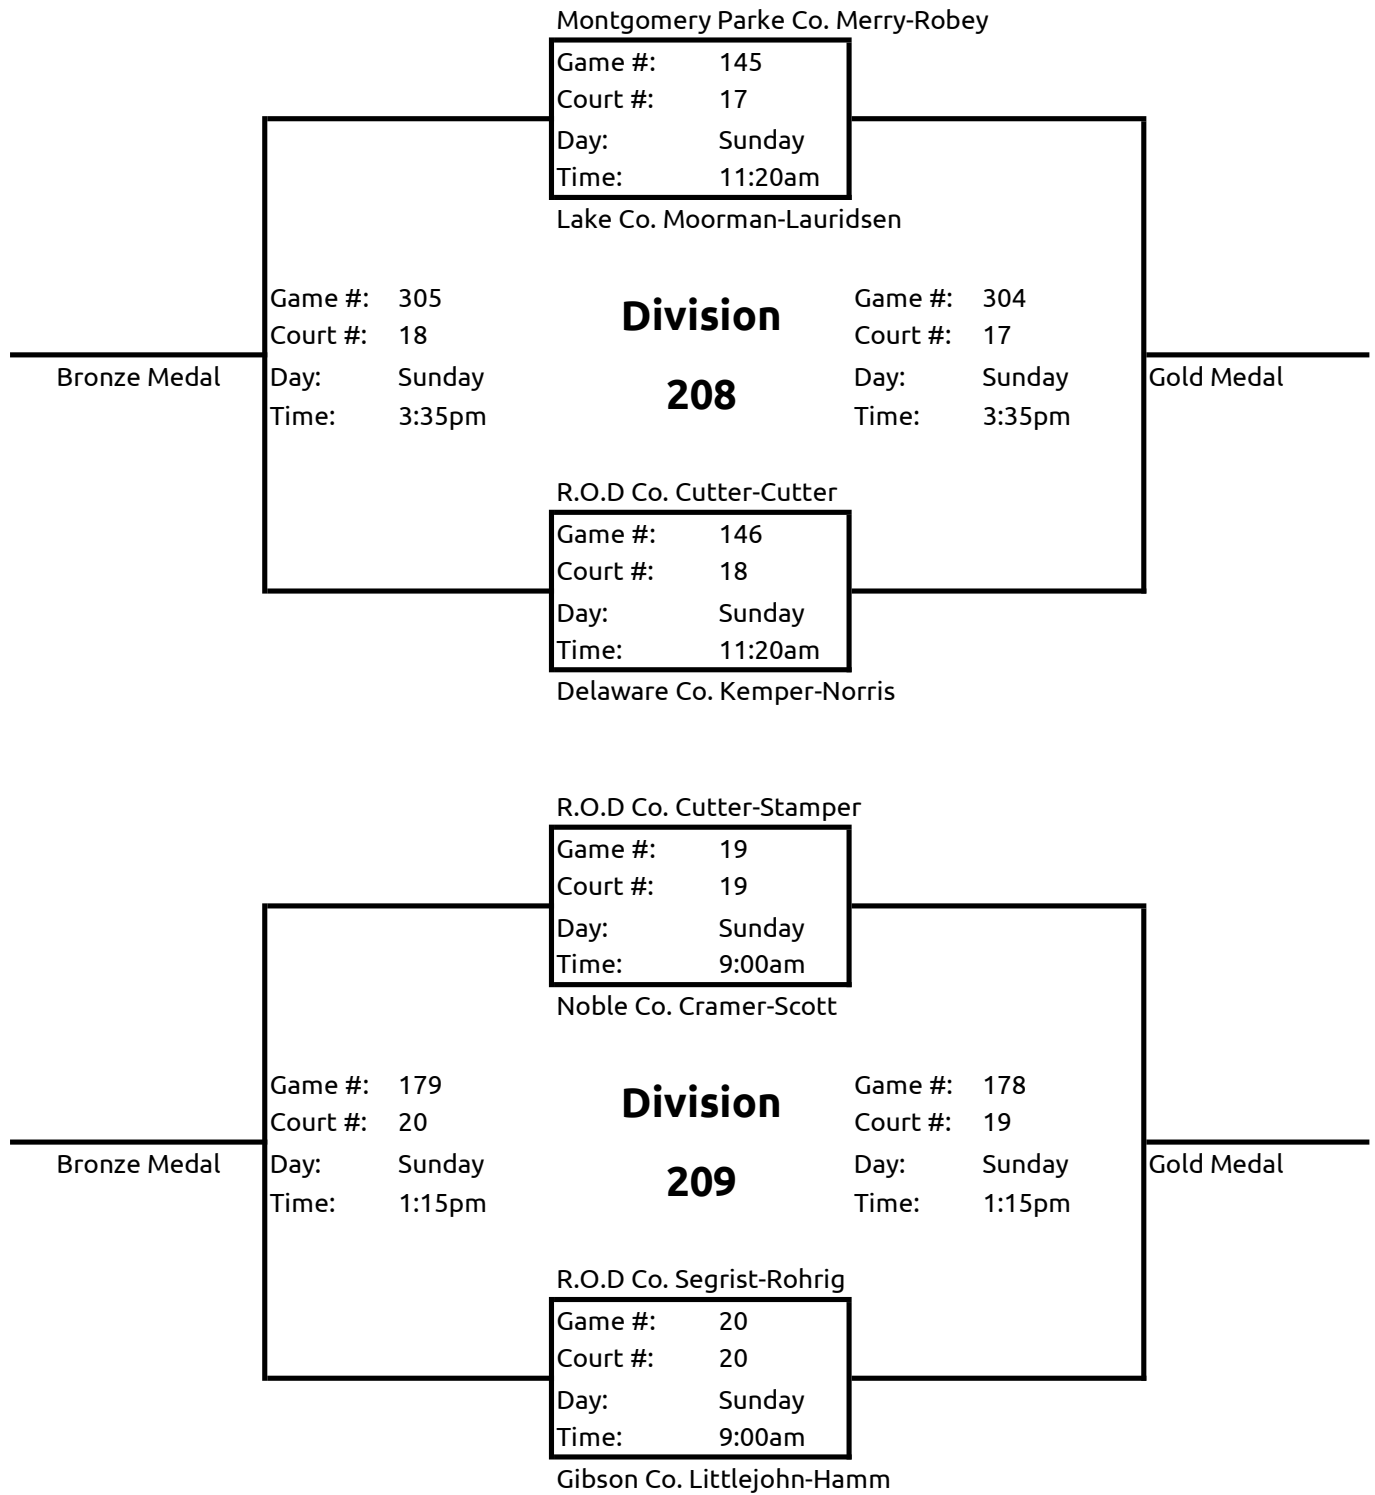 Montgomery Parke Co. Merry-Robey
Game #: 145
Court #: 17
Day: Sunday
Time: 11:20am
Lake Co. Moorman-Lauridsen
Game #: 305 Division Game #: 304
Court #: 18 Court #: 17
Bronze Medal Day: Sunday 208 Day: Sunday Gold Medal
Time: 3:35pm Time: 3:35pm
R.O.D Co. Cutter-Cutter
Game #: 146
Court #: 18
Day: Sunday
Time: 11:20am
Delaware Co. Kemper-Norris
R.O.D Co. Cutter-Stamper
Game #: 19
Court #: 19
Day: Sunday
Time: 9:00am
Noble Co. Cramer-Scott
Game #: 179 Division Game #: 178
Court #: 20 Court #: 19
Bronze Medal Day: Sunday 209 Day: Sunday Gold Medal
Time: 1:15pm Time: 1:15pm
R.O.D Co. Segrist-Rohrig
Game #: 20
Court #: 20
Day: Sunday
Time: 9:00am
Gibson Co. Littlejohn-Hamm